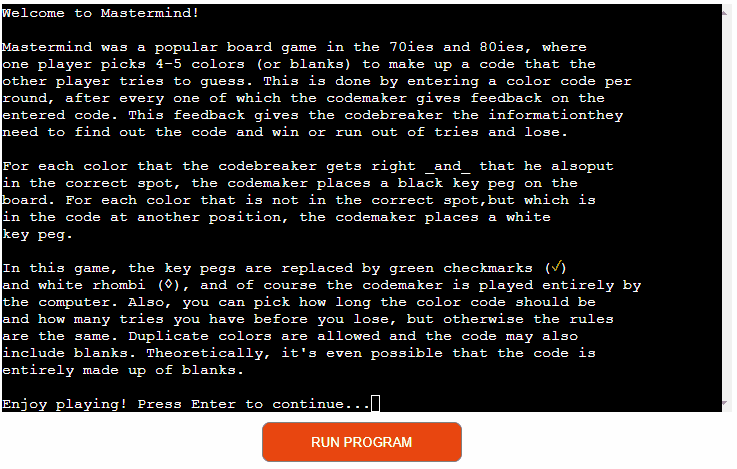 Welcome to Mastermind!
Mastermind was a popular board game in the 70ies and 80ies, where
one player picks 4-5 colors (or blanks) to make up a code that the
other player tries to guess. This is done by entering a color code per
round, after every one of which the codemaker gives feedback on the
entered code. This feedback gives the codebreaker the informationthey
need to find out the code and win or run out of tries and lose.
For each color that the codebreaker gets right _and_ that he alsoput
in the correct spot, the codemaker places a black key peg on the
board. For each color that is not in the correct spot,but which is
in the code at another position, the codemaker places a white
key peg.
In this game, the key pegs are replaced by green checkmarks (✓)
and white rhombi (◊), and of course the codemaker is played entirely by
the computer. Also, you can pick how long the color code should be
and how many tries you have before you lose, but otherwise the rules
are the same. Duplicate colors are allowed and the code may also
include blanks. Theoretically, it's even possible that the code is
entirely made up of blanks.
Enjoy playing! Press Enter to continue...
RUN PROGRAM